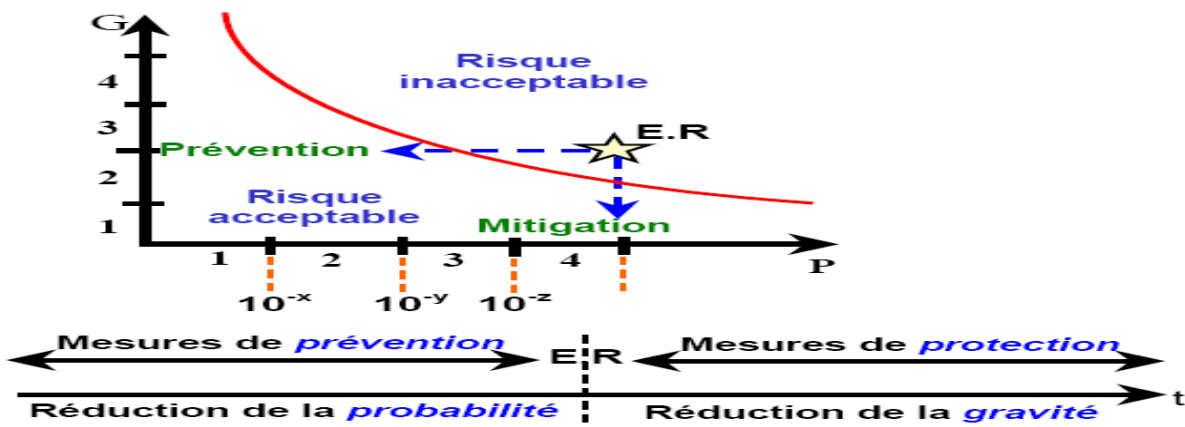 G
Risque
inacceptable
4
3
E.R
Prévention
2
Risque
acceptable
Mitigation
1
1 2 3 4 P
10-x 10-y 10-z
Mesures de prévention E R Mesures de protection
t
Réduction de la probabilité Réduction de la gravité